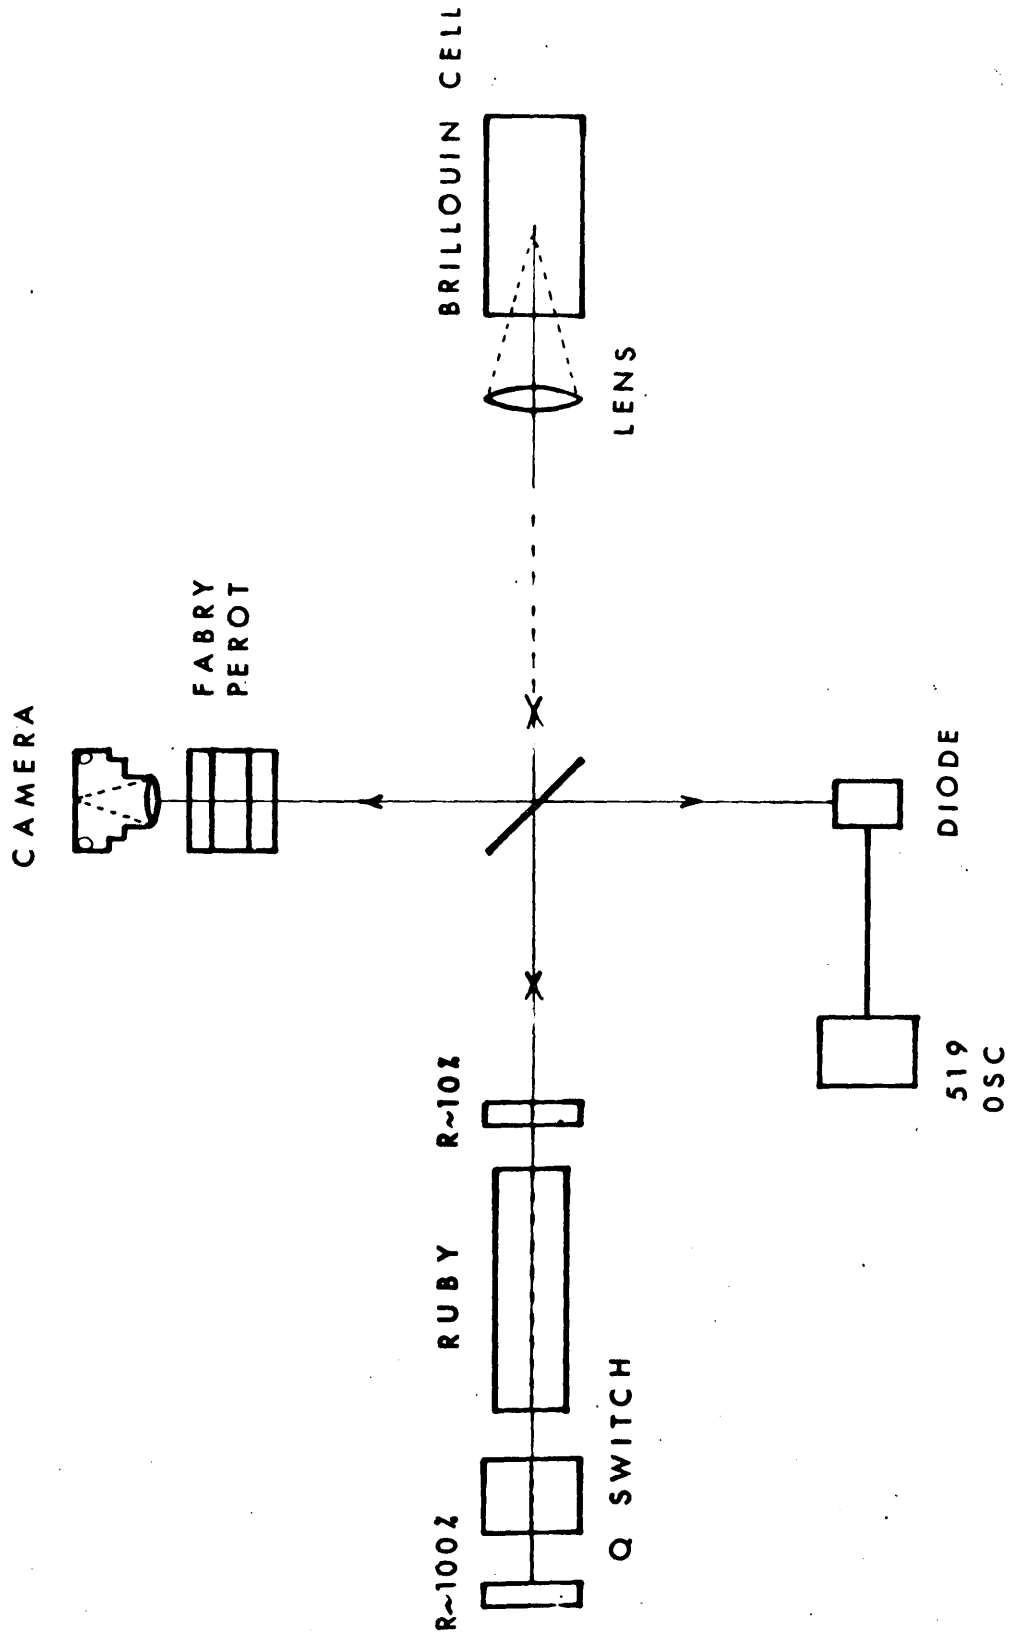 CAMERA
FABRY
PEROT
R~100%
RUBY
R~10%
BRILLOUIN CELL
Q SWITCH
LENS
519
OSC
DIODE